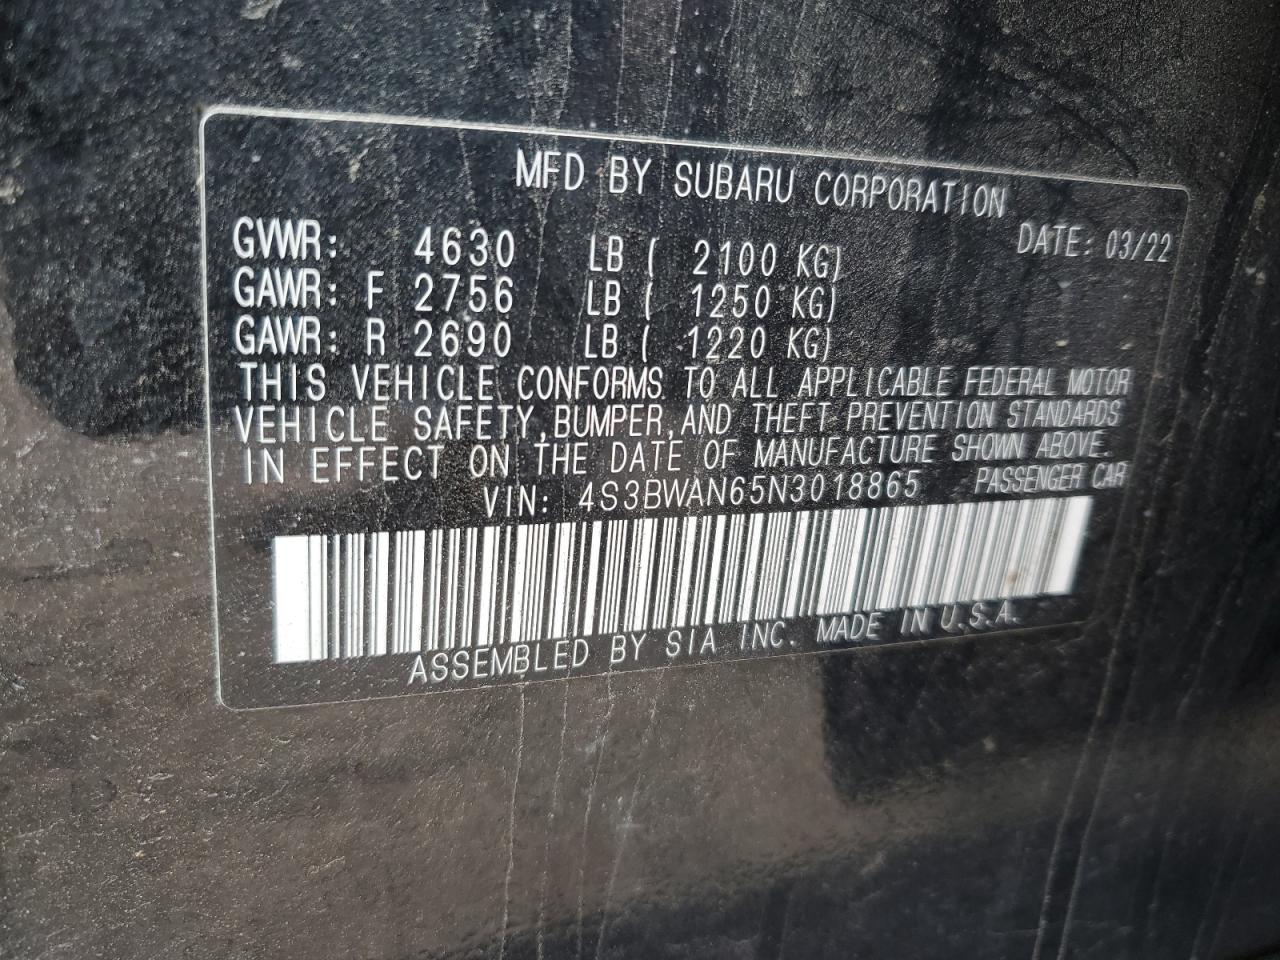 MFD BY SUBARU CORPORATION
DATE: 03/22
GVWR: 4630 LB ( 2100 KG)
GAWR: F 2756 LB ( 1250 KG)
GAWR: R 2690 LB ( 1220 KG)
THIS VEHICLE CONFORMS TO ALL APPLICABLE FEDERAL MOTOR
VEHICLE SAFETY, BUMPER, AND THEFT PREVENTION STANDARDS
IN EFFECT ON THE DATE OF MANUFACTURE SHOWN ABOVE.
VIN: 4S3BWAN65N3018865 PASSENGER CAR
ASSEMBLED BY SIA INC. MADE IN U.S.A.